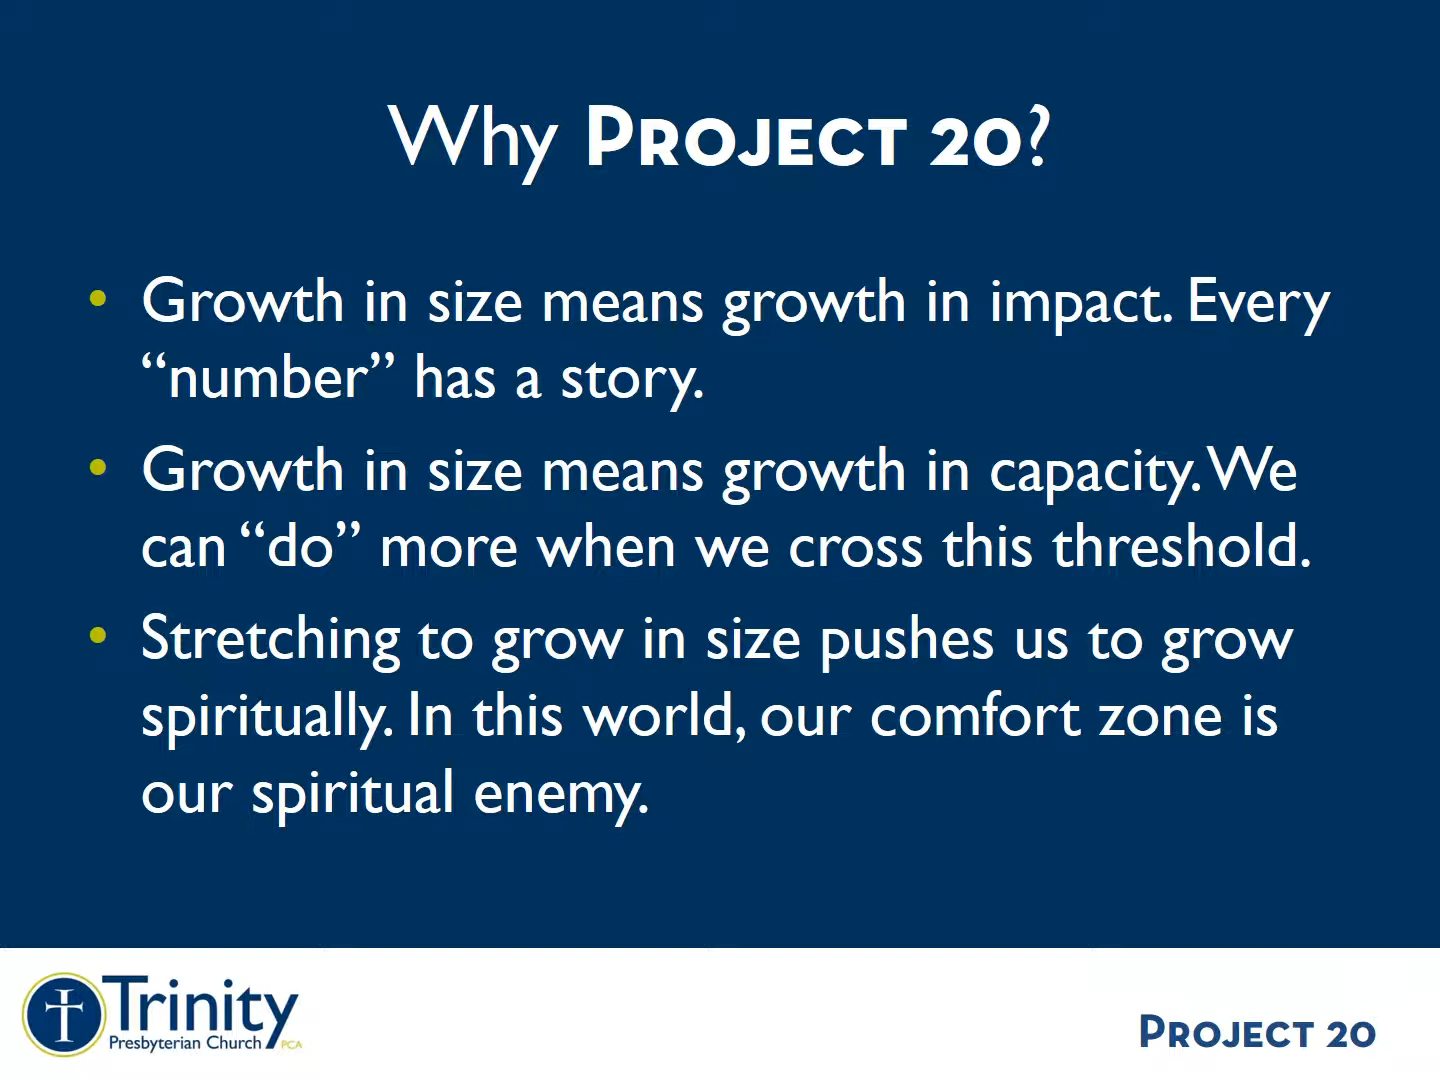 Why PROJECT 20?
• Growth in size means growth in impact. Every
“number” has a story.
• Growth in size means growth in capacity. We
can “do” more when we cross this threshold.
• Stretching to grow in size pushes us to grow
spiritually. In this world, our comfort zone is
our spiritual enemy.
Trinity
Presbyterian Church PCA
PROJECT 20